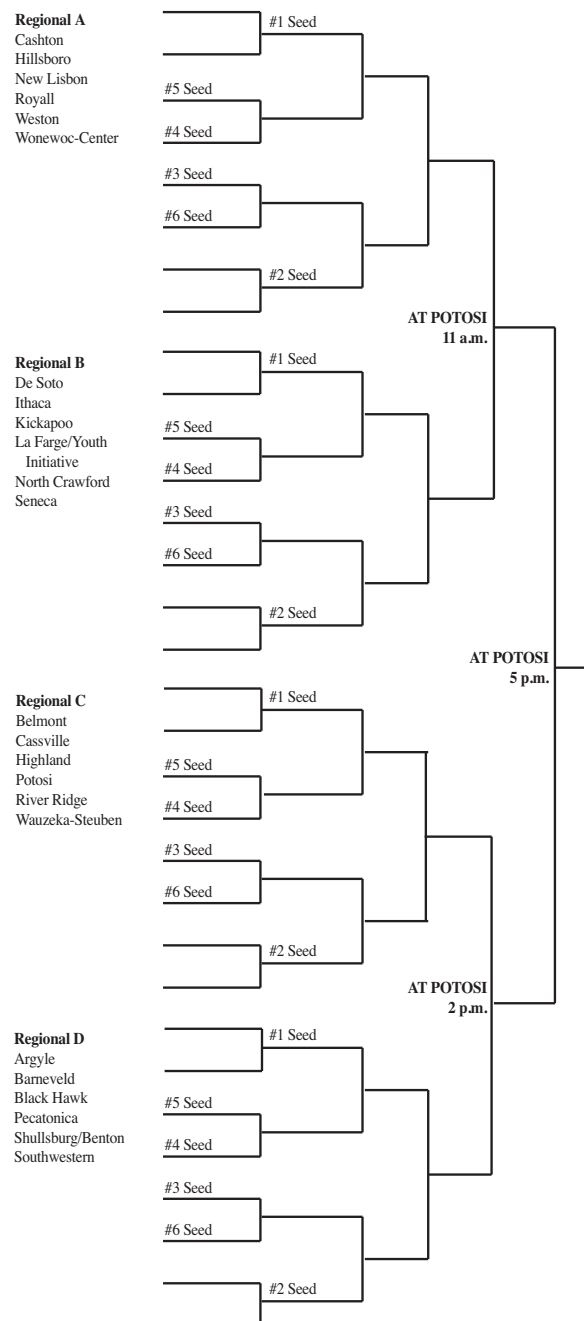 Regional A
Cashton
Hillsboro
New Lisbon
Royall
Weston
Wonewoc-Center
#1 Seed
#5 Seed
#4 Seed
#3 Seed
#6 Seed
#2 Seed
AT POTOSI
11 a.m.
Regional B
De Soto
Ithaca
Kickapoo
La Farge/Youth
Initiative
North Crawford
Seneca
#1 Seed
#5 Seed
#4 Seed
#3 Seed
#6 Seed
#2 Seed
AT POTOSI
5 p.m.
Regional C
Belmont
Cassville
Highland
Potosi
River Ridge
Wauzeka-Steuben
#1 Seed
#5 Seed
#4 Seed
#3 Seed
#6 Seed
#2 Seed
AT POTOSI
2 p.m.
Regional D
Argyle
Barneveld
Black Hawk
Pecatonica
Shullsburg/Benton
Southwestern
#1 Seed
#5 Seed
#4 Seed
#3 Seed
#6 Seed
#2 Seed